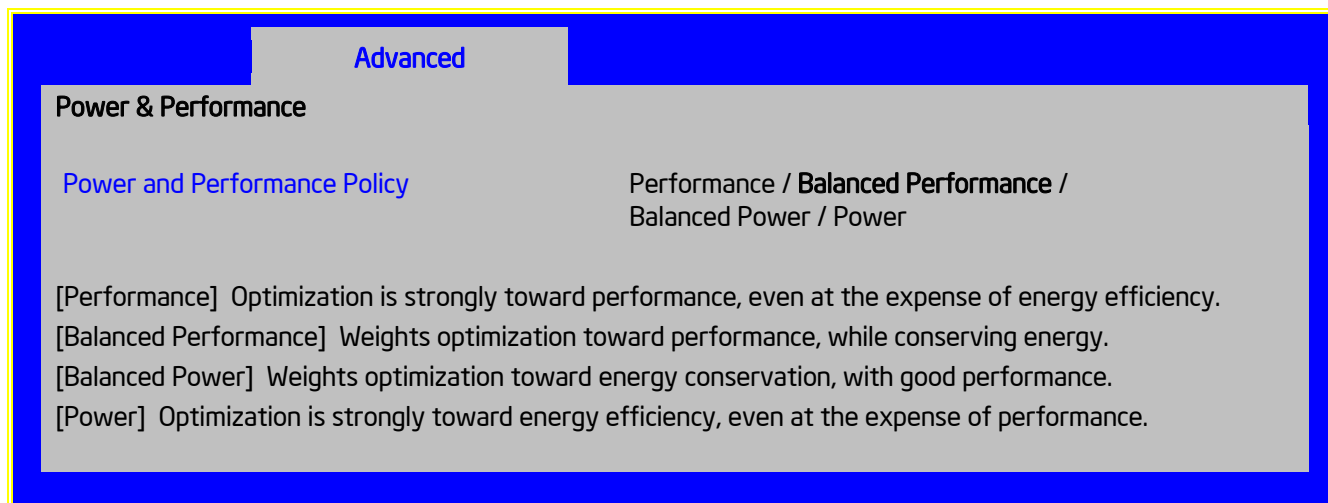 Advanced
Power & Performance
Power and Performance Policy
Performance / Balanced Performance /
Balanced Power / Power
[Performance] Optimization is strongly toward performance, even at the expense of energy efficiency.
[Balanced Performance] Weights optimization toward performance, while conserving energy.
[Balanced Power] Weights optimization toward energy conservation, with good performance.
[Power] Optimization is strongly toward energy efficiency, even at the expense of performance.